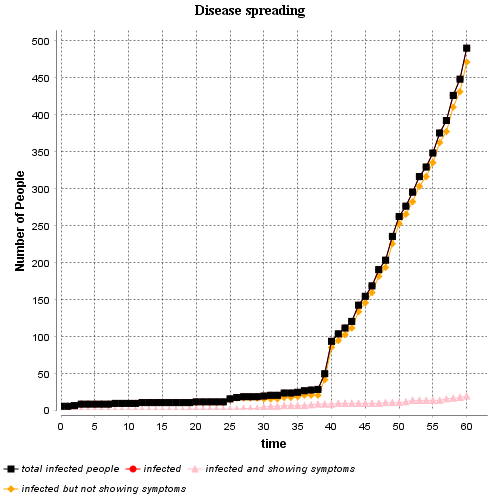 Disease spreading
500
450
400
350
300
250
200
150
100
50
0
Number of People
0 5 10 15 20 25 30 35 40 45 50 55 60
time
total infected people infected infected and showing symptoms
infected but not showing symptoms